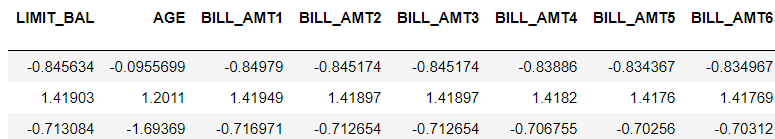 LIMIT_BAL AGE BILL_AMT1 BILL_AMT2 BILL_AMT3 BILL_AMT4 BILL_AMT5 BILL_AMT6
-0.845634 -0.0955699 -0.84979 -0.845174 -0.845174 -0.83886 -0.834367 -0.834967
1.41903 1.2011 1.41949 1.41897 1.41897 1.4182 1.4176 1.41769
-0.713084 -1.69369 -0.716971 -0.712654 -0.712654 -0.706755 -0.70256 -0.70312